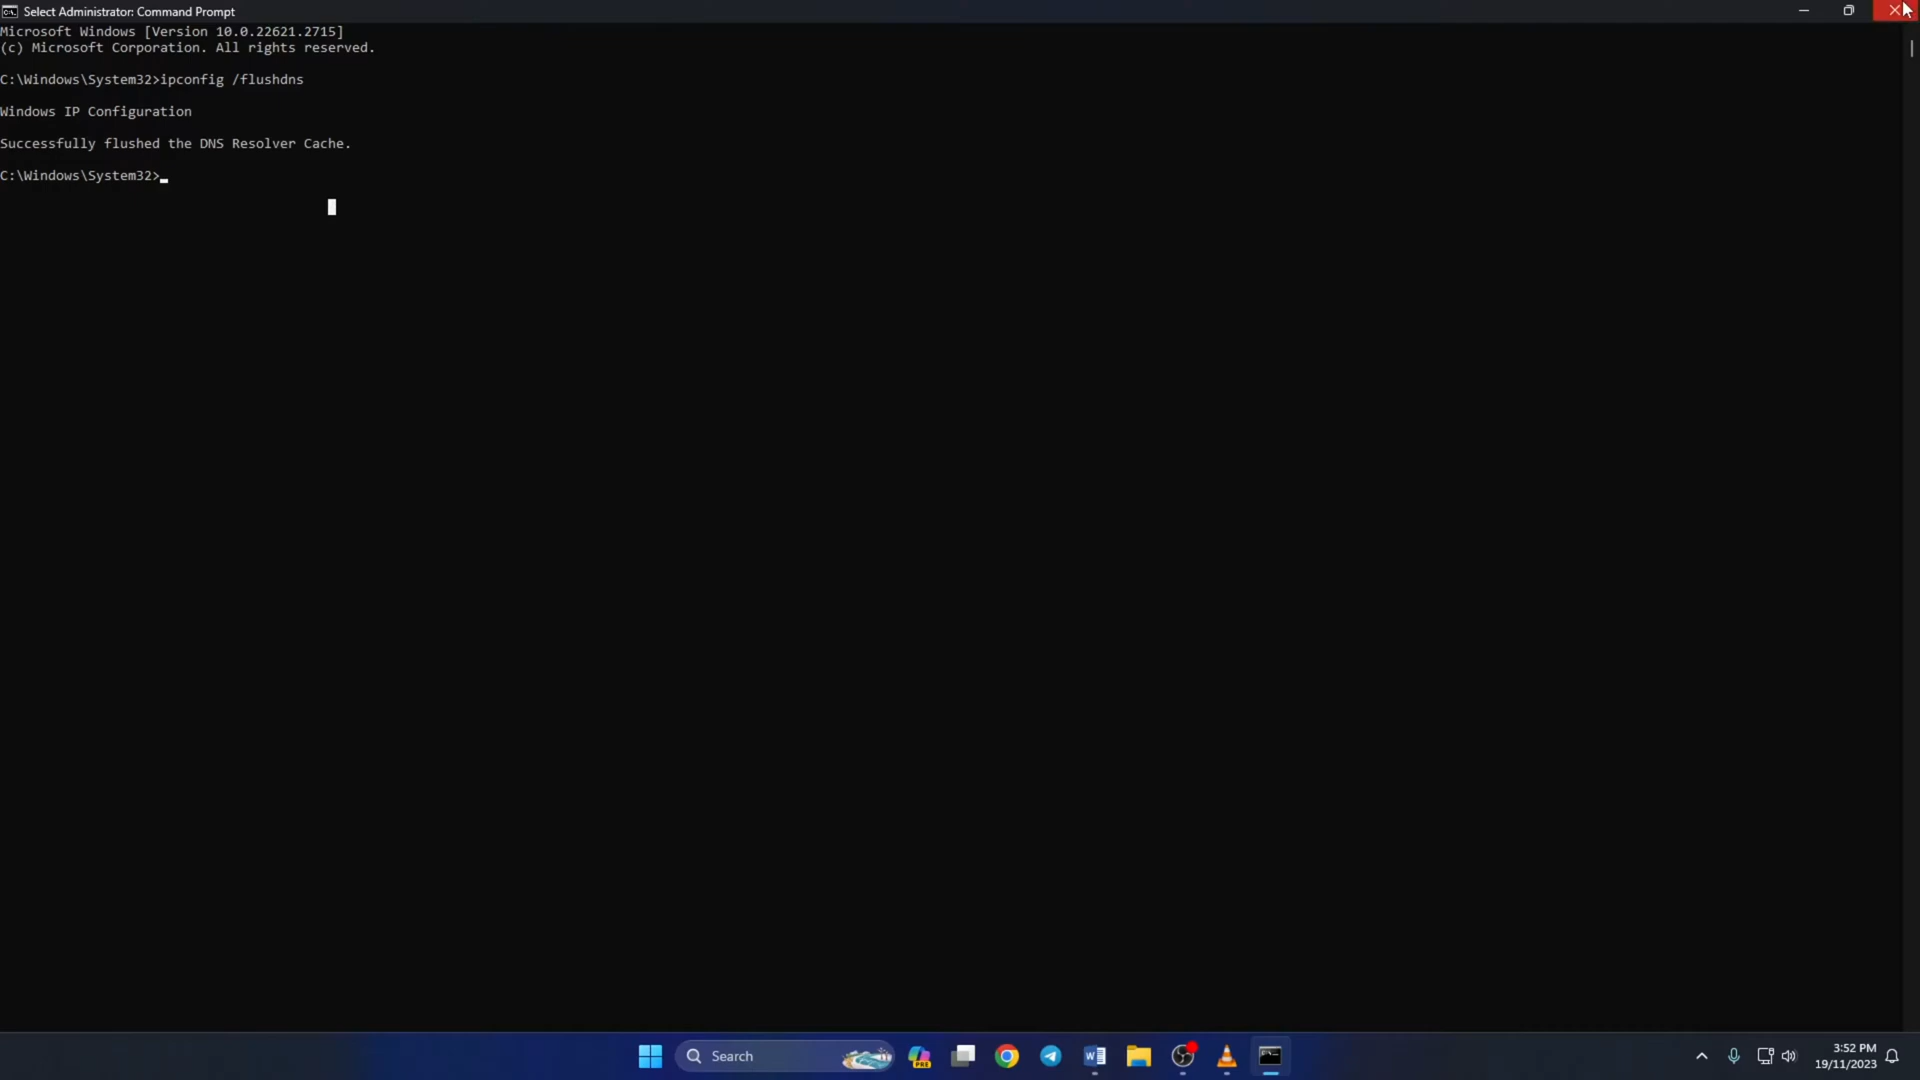 Select Administrator: Command Prompt
Microsoft Windows [Version 10.0.22621.2715]
(c) Microsoft Corporation. All rights reserved.
C:\Windows\System32>ipconfig /flushdns
Windows IP Configuration
Successfully flushed the DNS Resolver Cache.
C:\Windows\System32>
Search
PRE
3:52 PM
19/11/2023